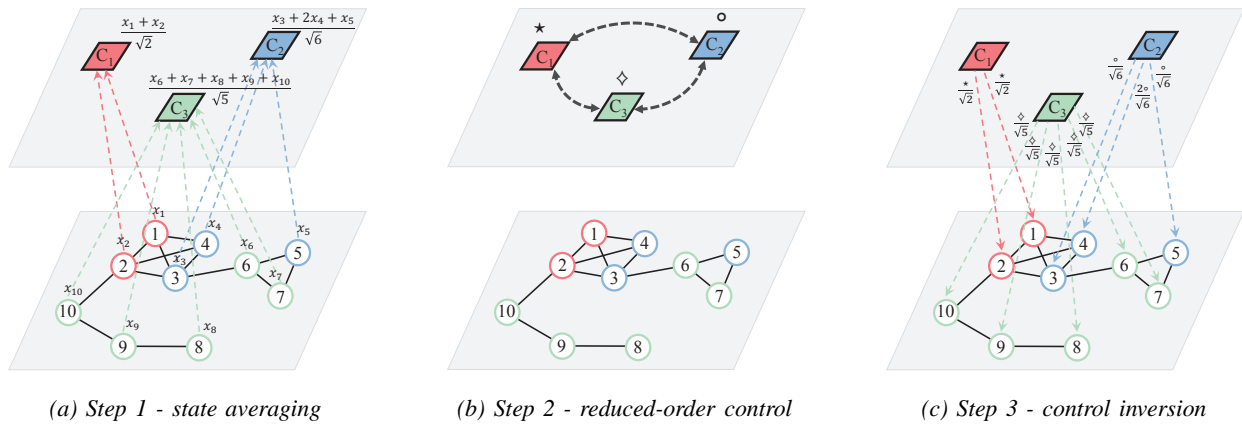 x₁ + x₂
√2
C₁
x₃ + 2x₄ + x₅
√6
C₂
x₆ + x₇ + x₈ + x₉ + x₁₀
√5
C₃
x₁
x₂
x₃
x₄
x₅
x₆
x₇
x₈
x₉
x₁₀
1
2
3
4
5
6
7
8
9
10
(a) Step 1 - state averaging
⋆
C₁
∘
C₂
⟡
C₃
1
2
3
4
5
6
7
8
9
10
(b) Step 2 - reduced-order control
C₁
C₂
C₃
⋆
√2
⋆
√2
∘
√6
2∘
√6
∘
√6
⟡
√5
⟡
√5
⟡
√5
⟡
√5
⟡
√5
1
2
3
4
5
6
7
8
9
10
(c) Step 3 - control inversion